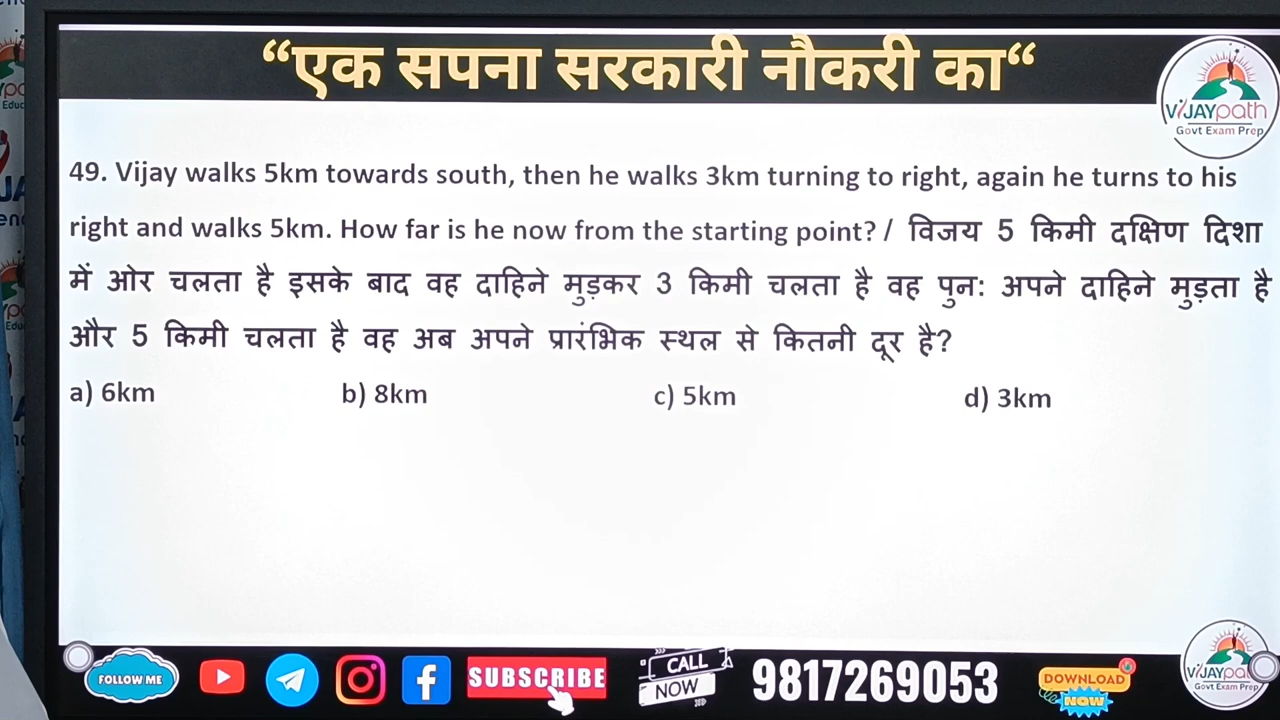 “एक सपना सरकारी नौकरी का“
VIJAYpath
Govt Exam Prep
49. Vijay walks 5km towards south, then he walks 3km turning to right, again he turns to his
right and walks 5km. How far is he now from the starting point? / विजय 5 किमी दक्षिण दिशा
में ओर चलता है इसके बाद वह दाहिने मुड़कर 3 किमी चलता है वह पुन: अपने दाहिने मुड़ता है
और 5 किमी चलता है वह अब अपने प्रारंभिक स्थल से कितनी दूर है?
a) 6km b) 8km c) 5km d) 3km
FOLLOW ME
SUBSCRIBE
CALL
NOW
9817269053
DOWNLOAD
NOW
VIJAYpa
Govt Exam Prep